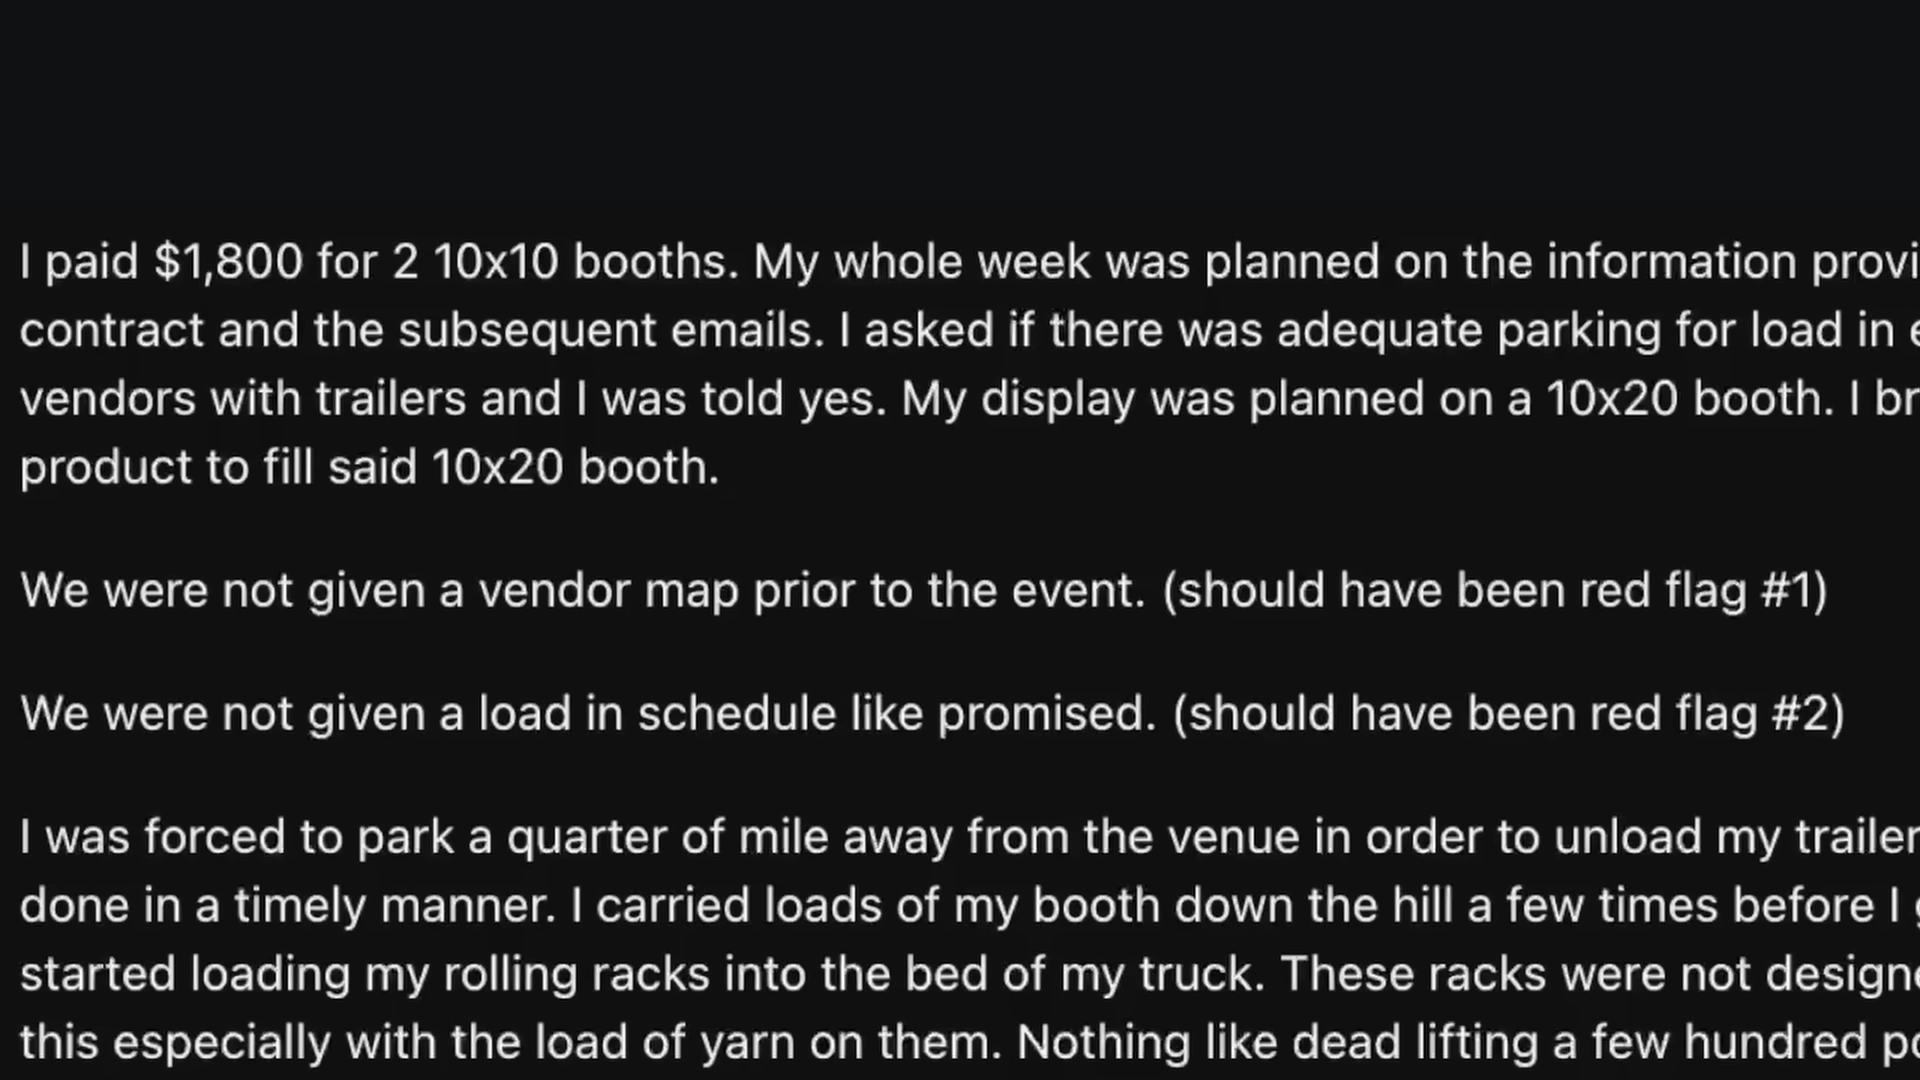 I paid $1,800 for 2 10x10 booths. My whole week was planned on the information
contract and the subsequent emails. I asked if there was adequate parking for load in
vendors with trailers and I was told yes. My display was planned on a 10x20 booth. I
product to fill said 10x20 booth.
We were not given a vendor map prior to the event. (should have been red flag #1)
We were not given a load in schedule like promised. (should have been red flag #2)
I was forced to park a quarter of mile away from the venue in order to unload my trailer
done in a timely manner. I carried loads of my booth down the hill a few times before I
started loading my rolling racks into the bed of my truck. These racks were not
this especially with the load of yarn on them. Nothing like dead lifting a few hundred